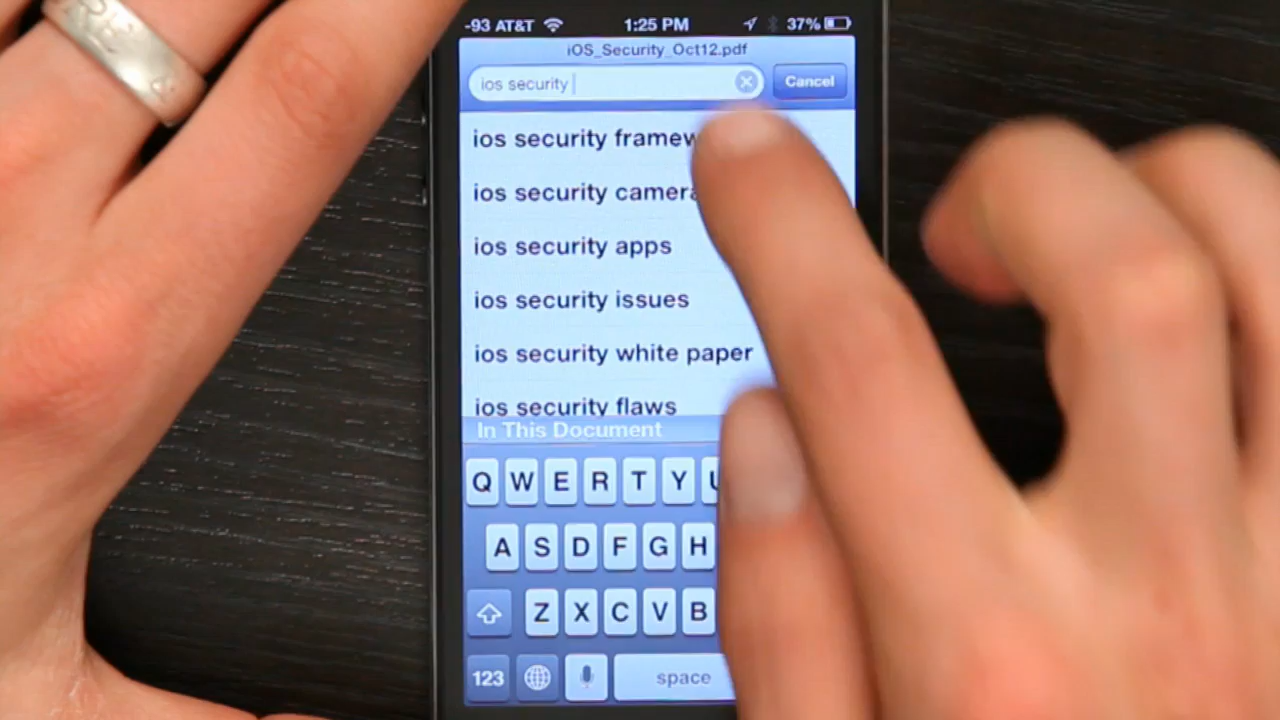 -93 AT&T 1:25 PM 37%
iOS_Security_Oct12.pdf
ios security Cancel
ios security
ios security camera
ios security apps
ios security issues
ios security white paper
ios security flaws
In This Document
Q W E R T Y U
A S D F G H
Z X C V B
123 space